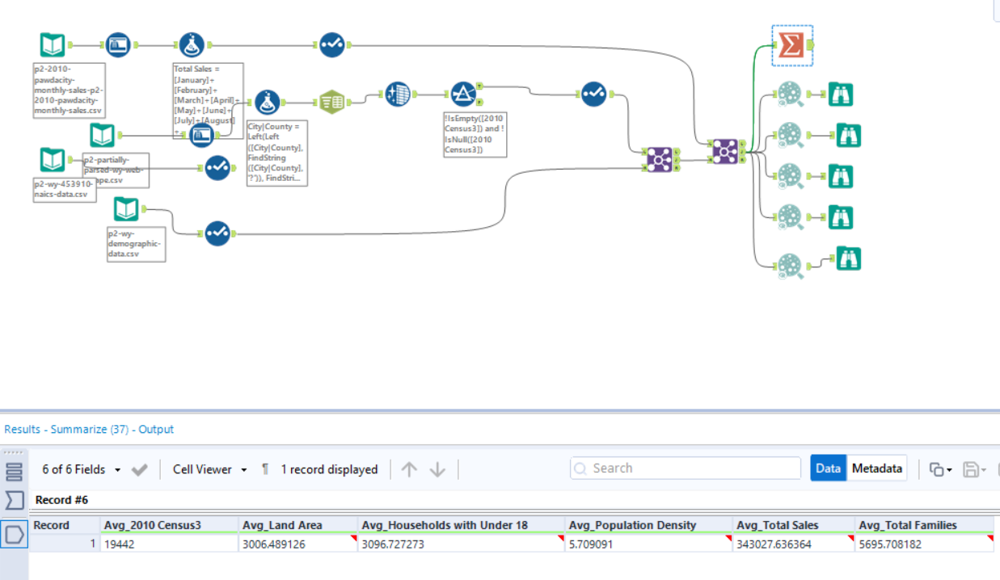 p2-2010-
pawdacity-
monthly-sales-p2-
2010-pawdacity-
monthly-sales.csv
Total Sales =
[January]+
[February]+
[March]+[April]+
[May]+[June]+
[July]+[August]
+
City|County =
Left(Left
([City|County],
FindString
([City|County],
'?')), FindStri...
!IsEmpty([2010
Census3]) and !
IsNull([2010
Census3])
p2-partially-
parsed-wy-web-
pe.csv
p2-wy-453910-
naics-data.csv
p2-wy-
demographic-
data.csv
Results - Summarize (37) - Output
6 of 6 Fields
Cell Viewer
1 record displayed
Search
Data
Metadata
Record #6
Record Avg_2010 Census3 Avg_Land Area Avg_Households with Under 18 Avg_Population Density Avg_Total Sales Avg_Total Families
1 19442 3006.489126 3096.727273 5.709091 343027.636364 5695.708182